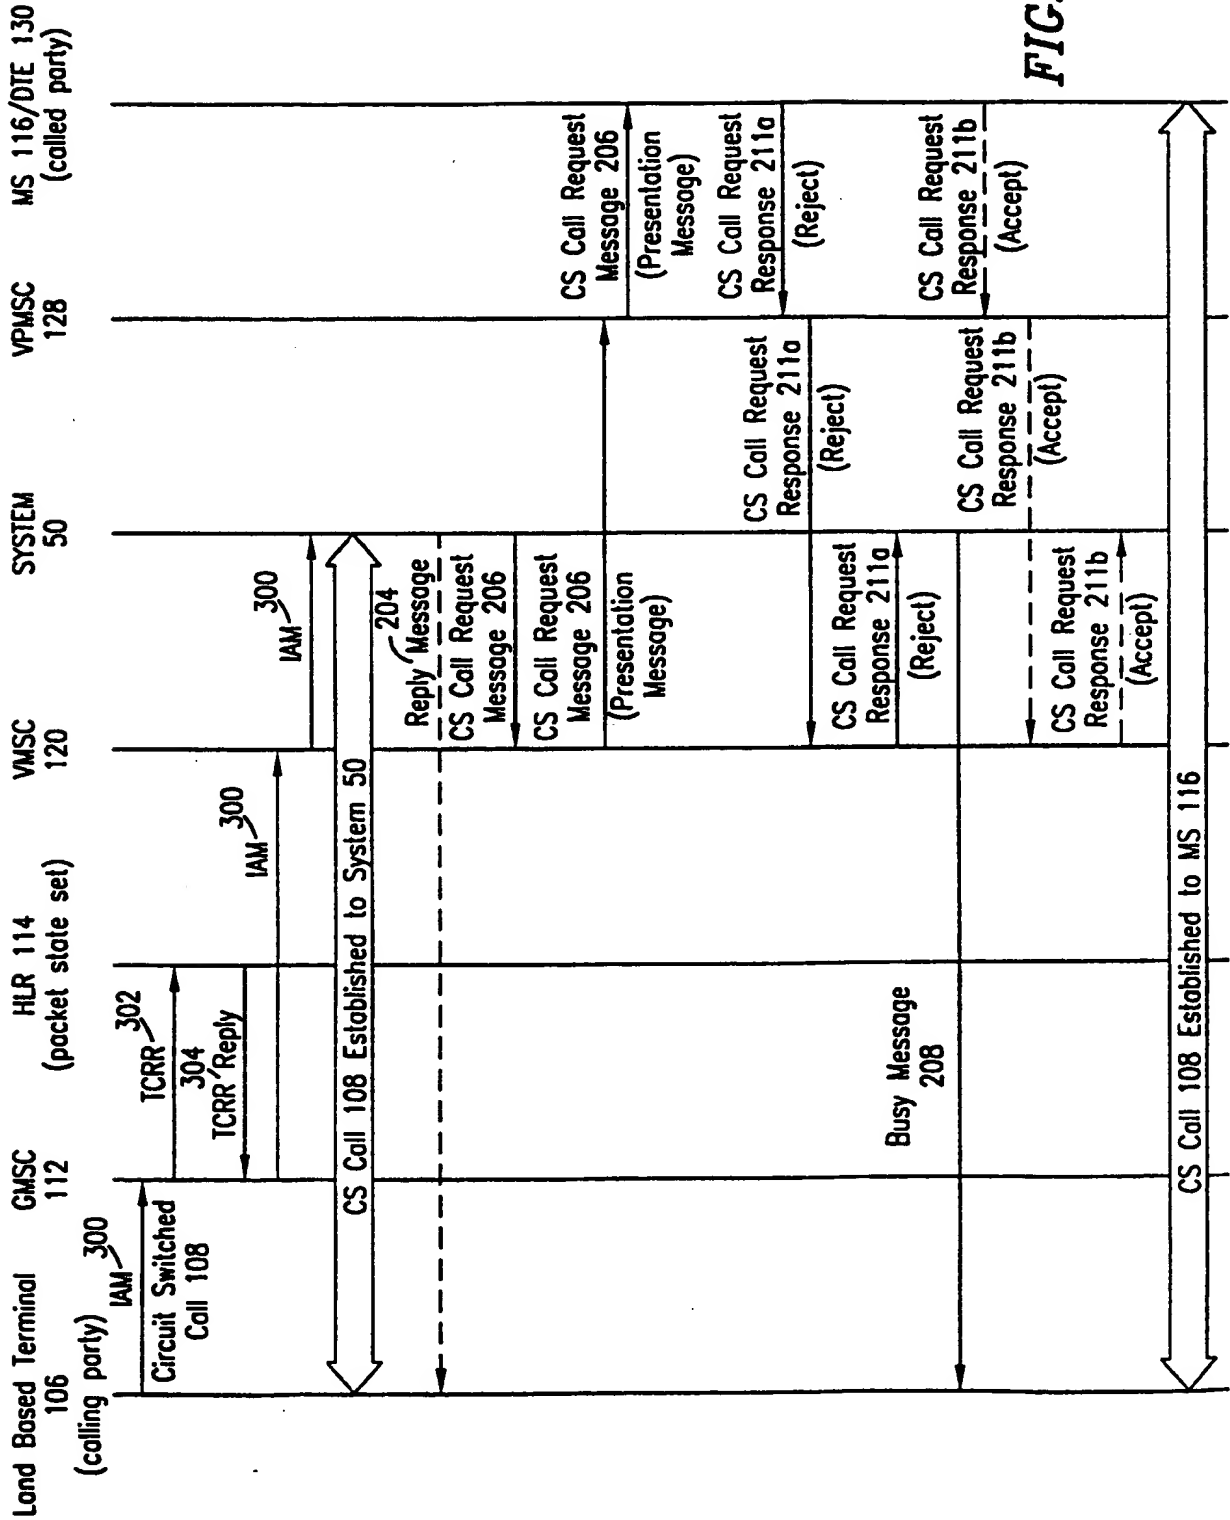 Land Based Terminal
106
(calling party)
GMSC
112
HLR 114
(packet state set)
VMSC
120
SYSTEM
50
VPMSC
128
MS 116/DTE 130
(called party)
IAM 300
Circuit Switched
Call 108
TCRR 302
304
TCRR Reply
IAM 300
IAM 300
CS Call 108 Established to System 50
204
Reply Message
CS Call Request
Message 206
CS Call Request
Message 206
(Presentation
Message)
CS Call Request
Message 206
(Presentation
Message)
CS Call Request
Response 211a
(Reject)
CS Call Request
Response 211a
(Reject)
CS Call Request
Response 211a
(Reject)
Busy Message
208
CS Call Request
Response 211b
(Accept)
CS Call Request
Response 211b
(Accept)
CS Call Request
Response 211b
(Accept)
CS Call 108 Established to MS 116
FIG.